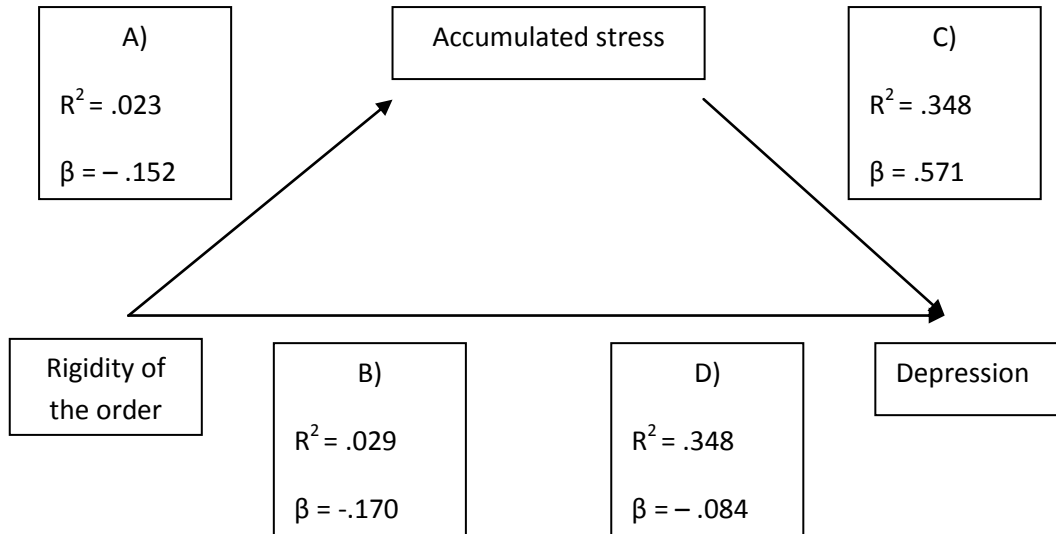 A)
R² = .023
β = – .152
Accumulated stress
C)
R² = .348
β = .571
Rigidity of
the order
B)
R² = .029
β = -.170
D)
R² = .348
β = – .084
Depression